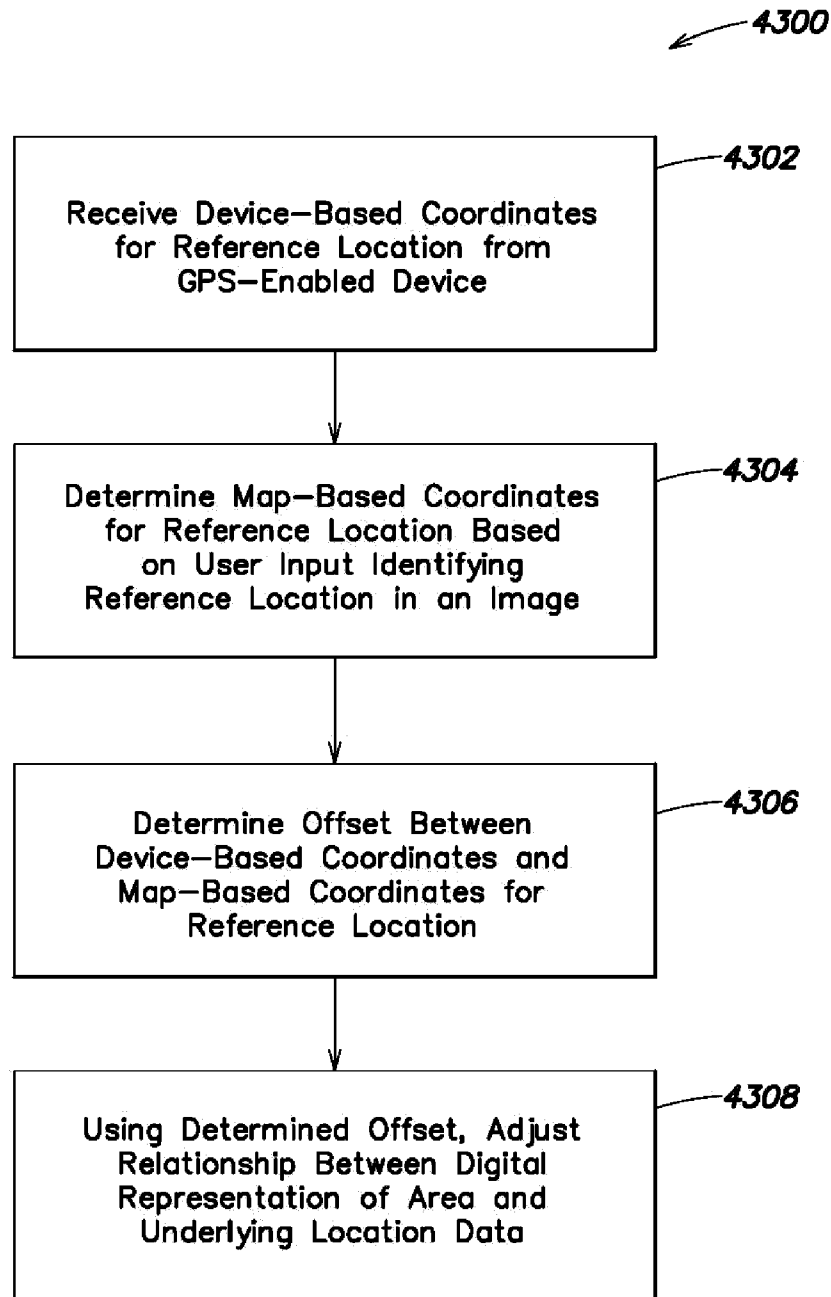 4300
4302
Receive Device-Based Coordinates
for Reference Location from
GPS-Enabled Device
4304
Determine Map-Based Coordinates
for Reference Location Based
on User Input Identifying
Reference Location in an Image
4306
Determine Offset Between
Device-Based Coordinates and
Map-Based Coordinates for
Reference Location
4308
Using Determined Offset, Adjust
Relationship Between Digital
Representation of Area and
Underlying Location Data